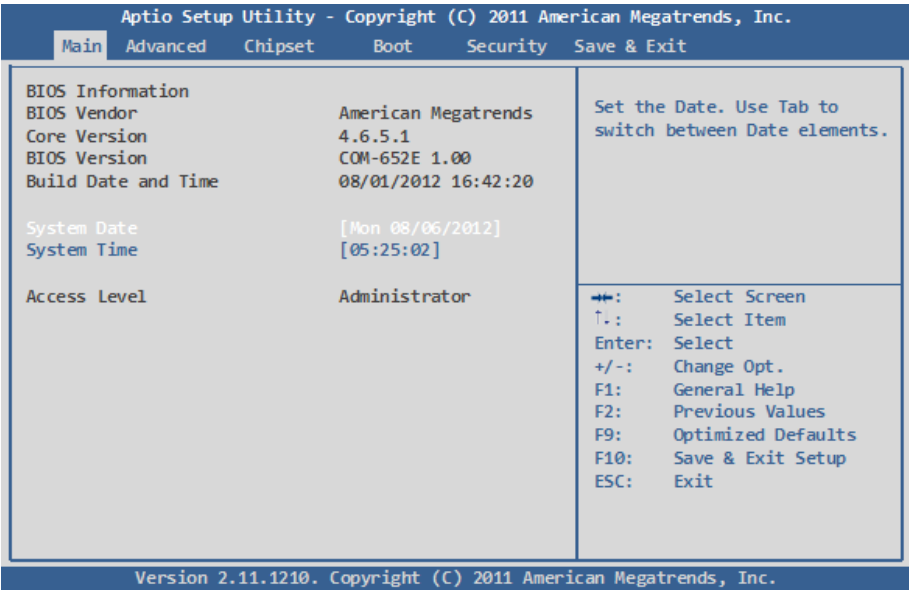 Aptio Setup Utility - Copyright (C) 2011 American Megatrends, Inc.
Main Advanced Chipset Boot Security Save & Exit
BIOS Information
BIOS Vendor American Megatrends
Core Version 4.6.5.1
BIOS Version COM-652E 1.00
Build Date and Time 08/01/2012 16:42:20
System Date [Mon 08/06/2012]
System Time [05:25:02]
Access Level Administrator
Set the Date. Use Tab to
switch between Date elements.
→←: Select Screen
↑↓: Select Item
Enter: Select
+/-: Change Opt.
F1: General Help
F2: Previous Values
F9: Optimized Defaults
F10: Save & Exit Setup
ESC: Exit
Version 2.11.1210. Copyright (C) 2011 American Megatrends, Inc.